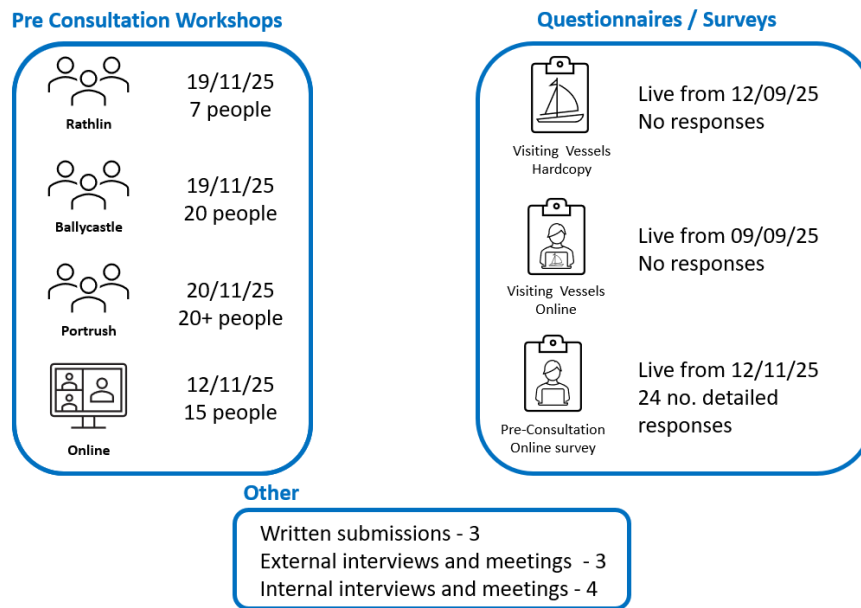 Pre Consultation Workshops
Rathlin
19/11/25
7 people
Ballycastle
19/11/25
20 people
Portrush
20/11/25
20+ people
Online
12/11/25
15 people
Questionnaires / Surveys
Visiting Vessels
Hardcopy
Live from 12/09/25
No responses
Visiting Vessels
Online
Live from 09/09/25
No responses
Pre-Consultation
Online survey
Live from 12/11/25
24 no. detailed
responses
Other
Written submissions - 3
External interviews and meetings - 3
Internal interviews and meetings - 4